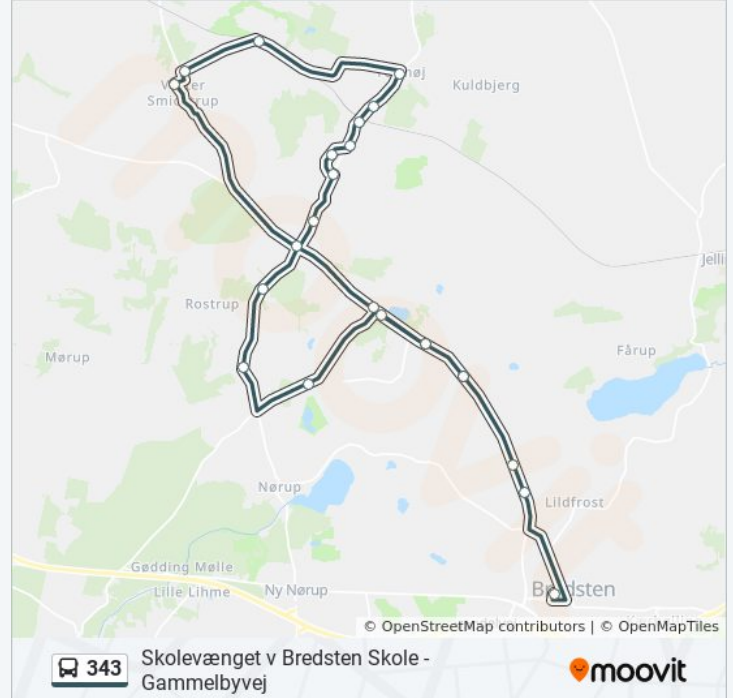 Kuldbjerg
Jelli
Rostrup
Fårup
Mørup
Nørup
Lildfrost
Gødding Mølle
Lille Lihme
Ny Nørup
© OpenStreetMap contributors | © OpenMapTiles
343
Skolevænget v Bredsten Skole -
Gammelbyvej
moovit